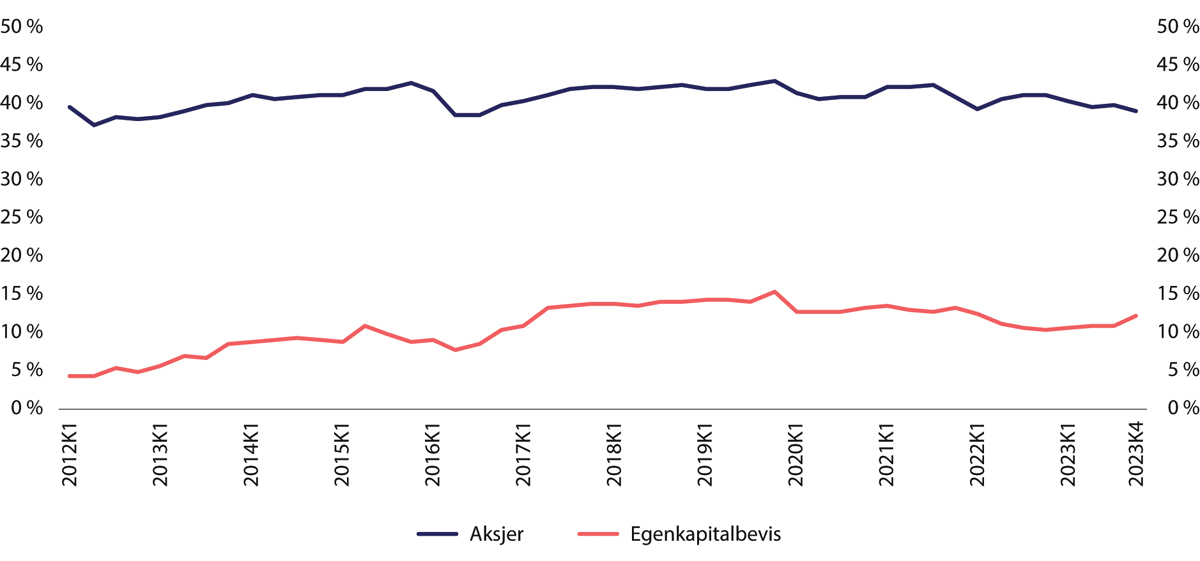 50 % 50 %
45 % 45 %
40 % 40 %
35 % 35 %
30 % 30 %
25 % 25 %
20 % 20 %
15 % 15 %
10 % 10 %
5 % 5 %
0 % 0 %
2012K1 2013K1 2014K1 2015K1 2016K1 2017K1 2018K1 2019K1 2020K1 2021K1 2022K1 2023K1 2023K4
Aksjer Egenkapitalbevis